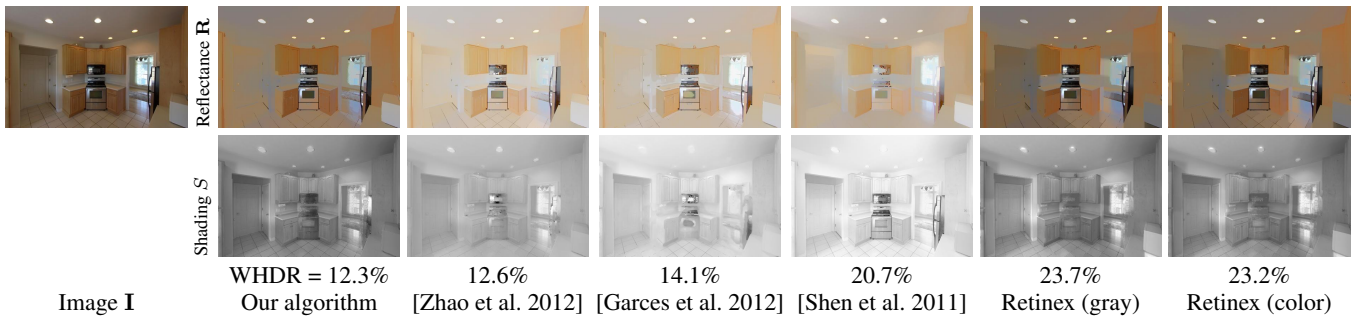 Reflectance R
Shading S
WHDR = 12.3% 12.6% 14.1% 20.7% 23.7% 23.2%
Image I Our algorithm [Zhao et al. 2012] [Garces et al. 2012] [Shen et al. 2011] Retinex (gray) Retinex (color)